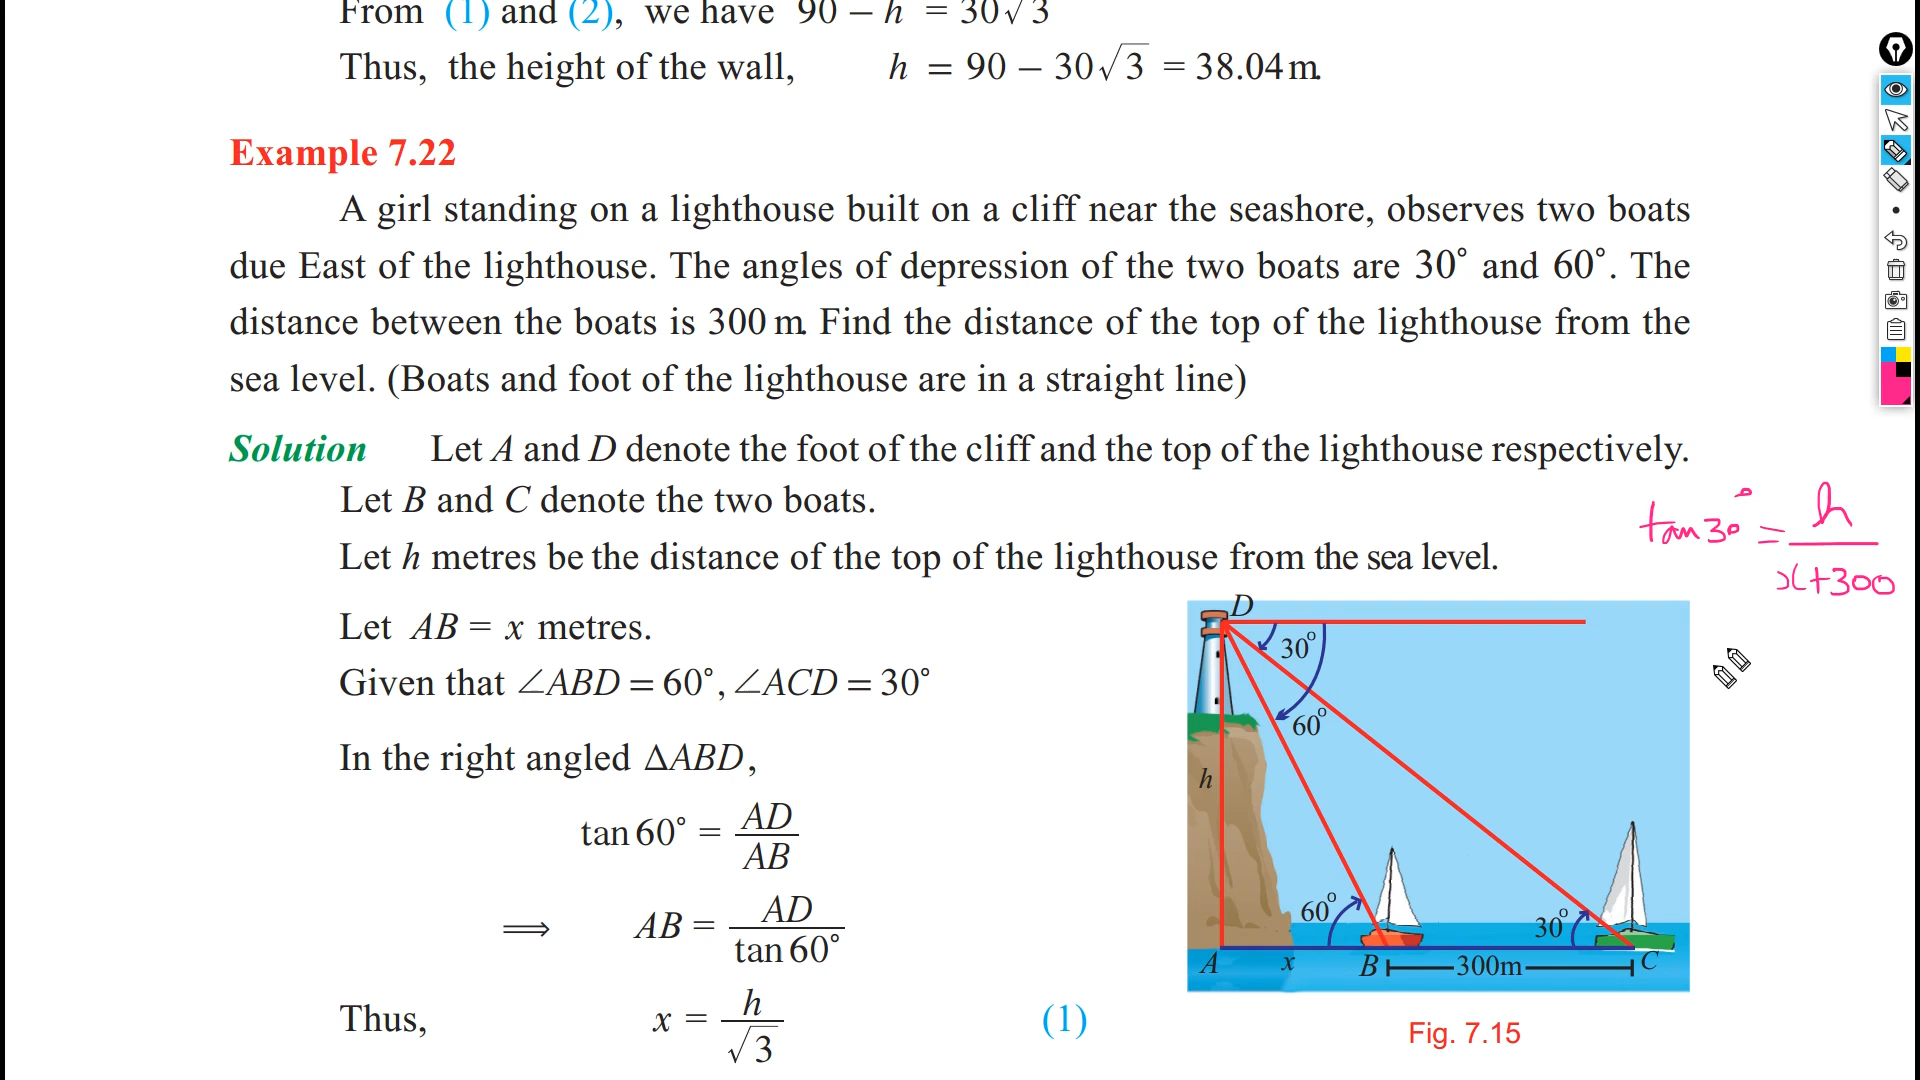 From (1) and (2), we have 90 − h = 30√3
Thus, the height of the wall, h = 90 − 30√3 = 38.04 m.
Example 7.22
A girl standing on a lighthouse built on a cliff near the seashore, observes two boats
due East of the lighthouse. The angles of depression of the two boats are 30° and 60°. The
distance between the boats is 300 m. Find the distance of the top of the lighthouse from the
sea level. (Boats and foot of the lighthouse are in a straight line)
Solution Let A and D denote the foot of the cliff and the top of the lighthouse respectively.
Let B and C denote the two boats.
Let h metres be the distance of the top of the lighthouse from the sea level.
Let AB = x metres.
Given that ∠ABD = 60°, ∠ACD = 30°
In the right angled ΔABD,
tan 60° = AD/AB
⟹ AB = AD/tan 60°
Thus, x = h/√3 (1)
tan 30° = h/x+300
D
30°
60°
h
60°
30°
A x B 300m C
Fig. 7.15